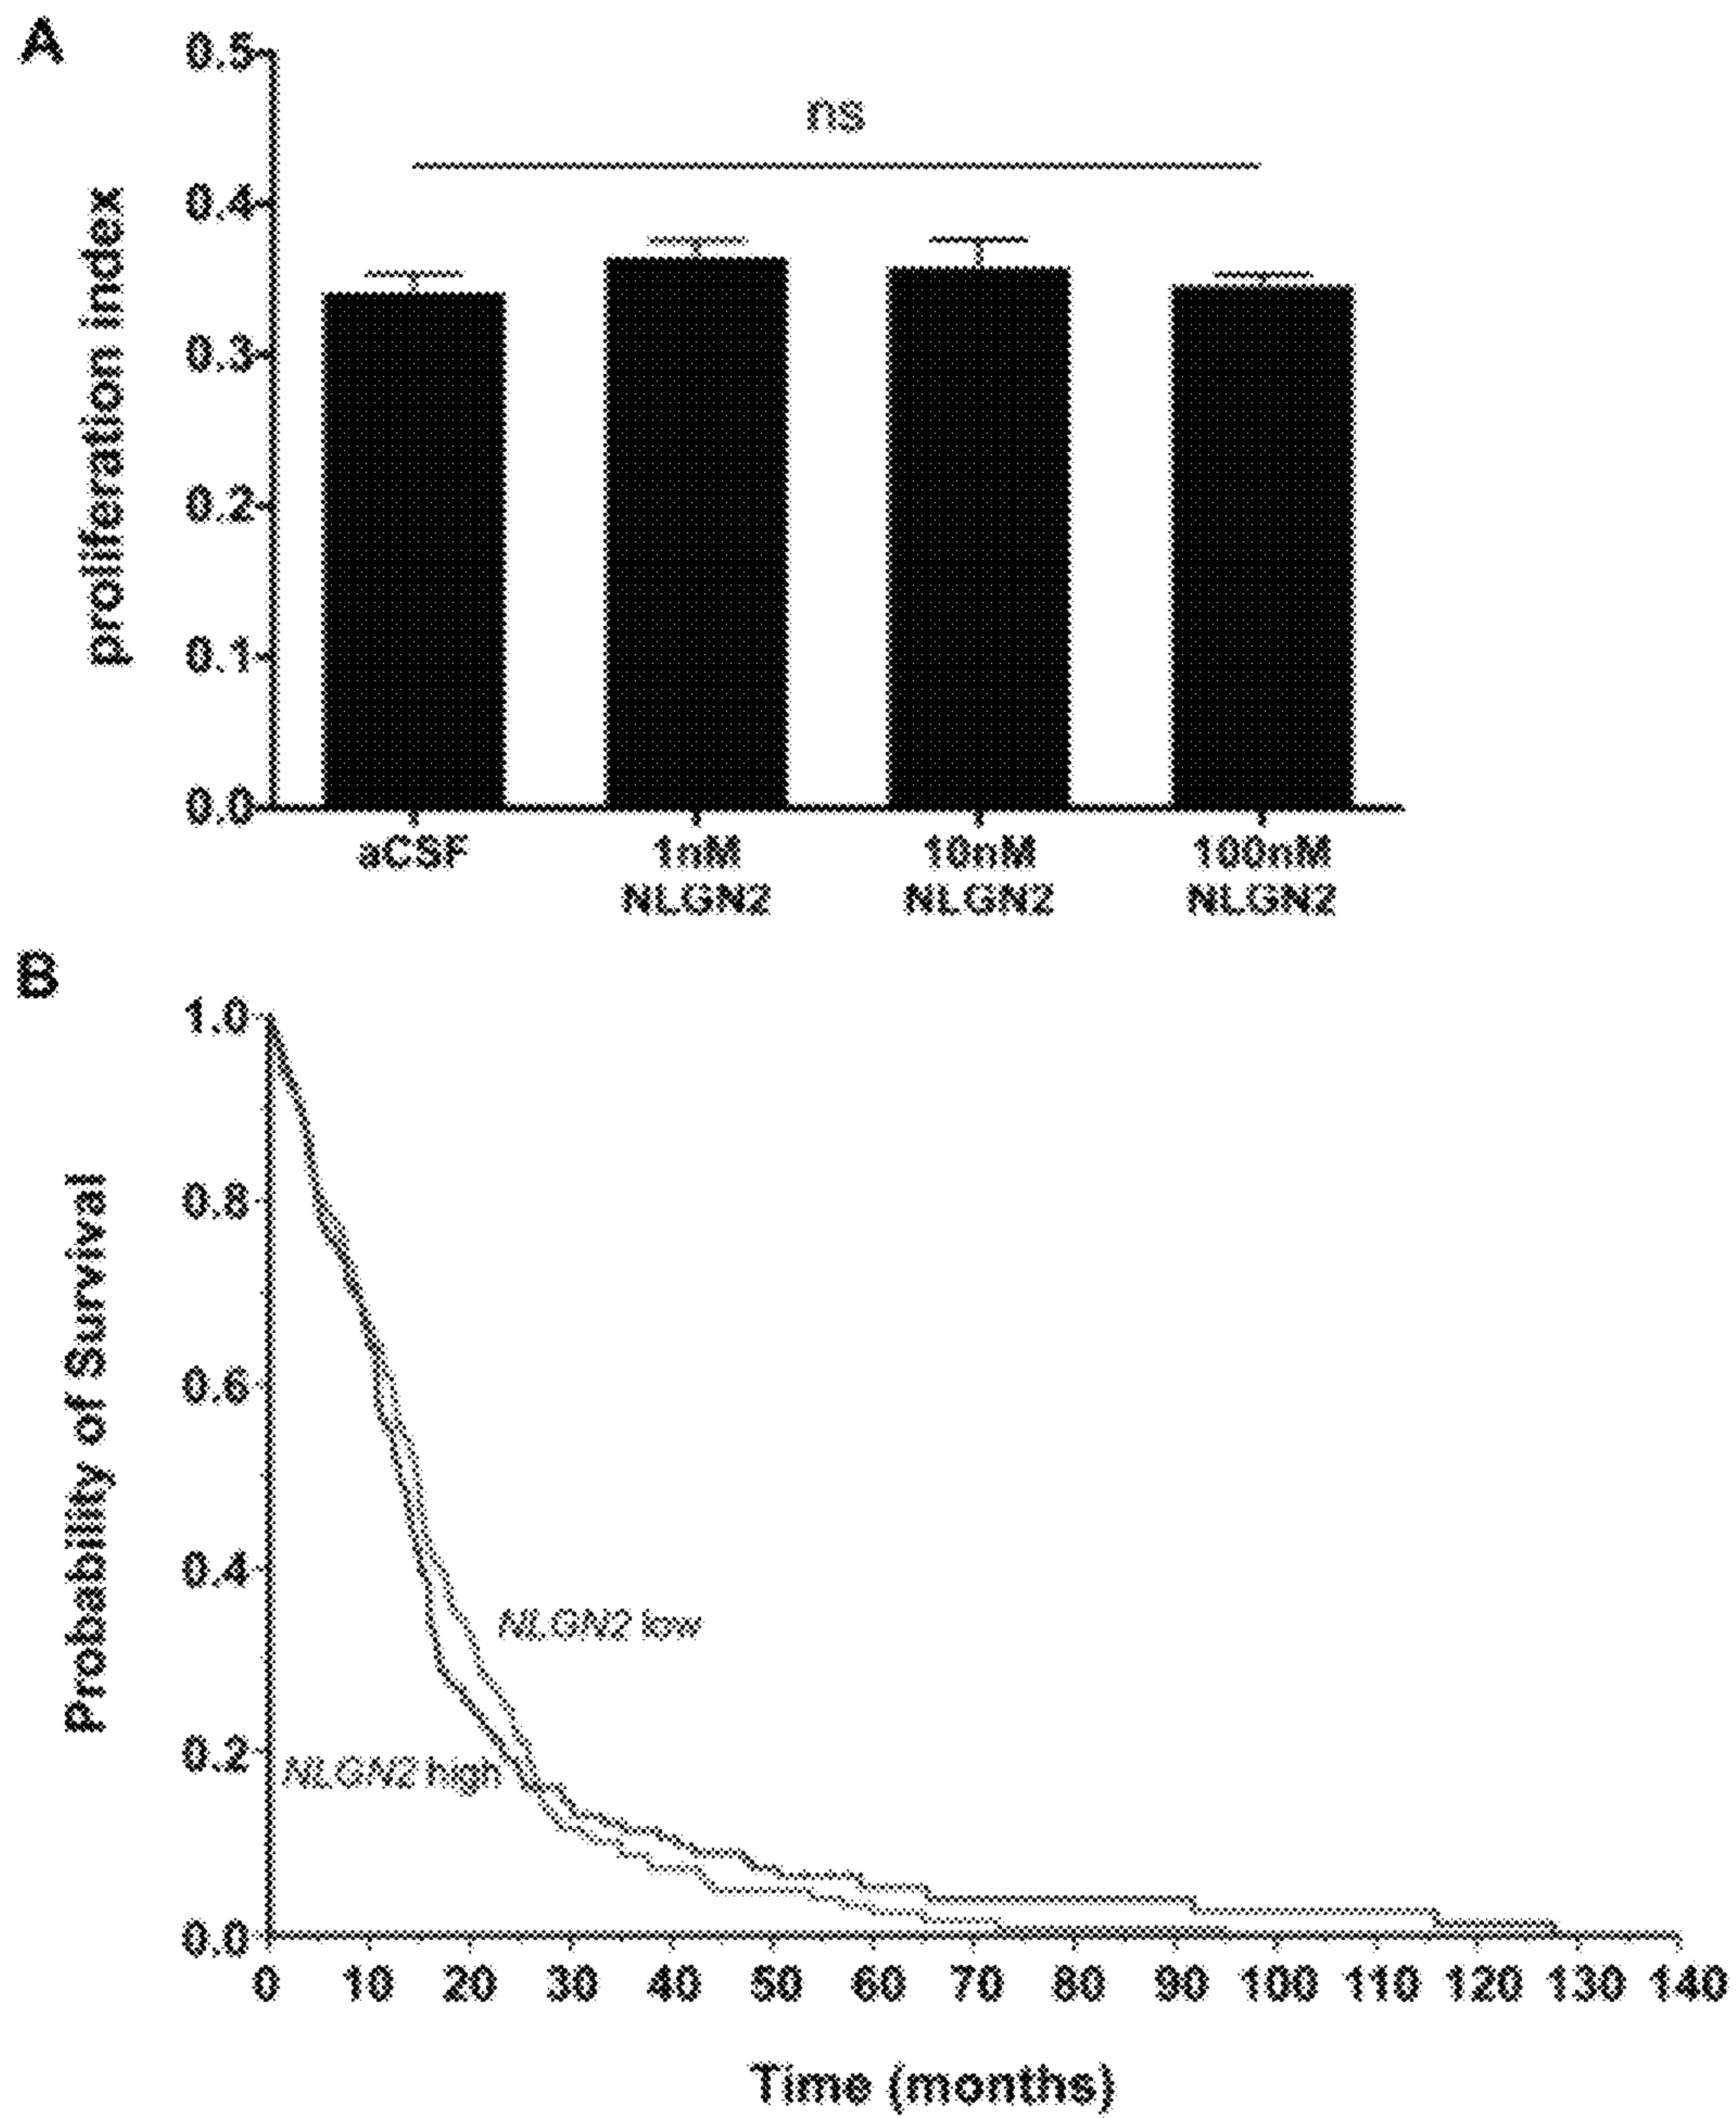 A
0.5
ns
0.4
proliferation index
0.3
0.2
0.1
0.0
aCSF 1nM 10nM 100nM
NLGN2 NLGN2 NLGN2
B
1.0
0.8
Probability of Survival
0.6
0.4
NLGN2 low
0.2
NLGN2 high
0.0
0 10 20 30 40 50 60 70 80 90 100 110 120 130 140
Time (months)